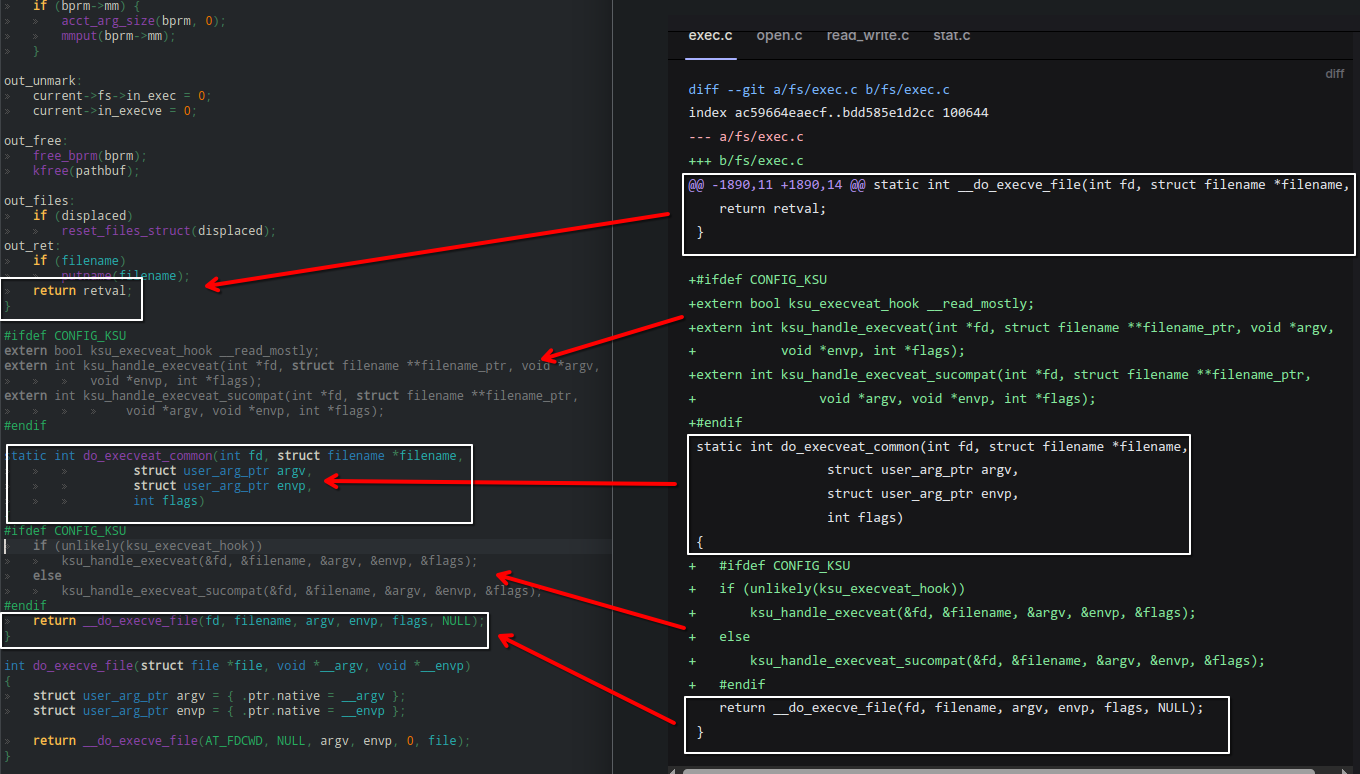 if (bprm->mm) {
acct_arg_size(bprm, 0);
mmput(bprm->mm);
}
out_unmark:
current->fs->in_exec = 0;
current->in_execve = 0;
out_free:
free_bprm(bprm);
kfree(pathbuf);
out_files:
if (displaced)
reset_files_struct(displaced);
out_ret:
if (filename)
putname(filename);
return retval;
}
#ifdef CONFIG_KSU
extern bool ksu_execveat_hook __read_mostly;
extern int ksu_handle_execveat(int *fd, struct filename **filename_ptr, void *argv,
void *envp, int *flags);
extern int ksu_handle_execveat_sucompat(int *fd, struct filename **filename_ptr,
void *argv, void *envp, int *flags);
#endif
static int do_execveat_common(int fd, struct filename *filename,
struct user_arg_ptr argv,
struct user_arg_ptr envp,
int flags)
#ifdef CONFIG_KSU
if (unlikely(ksu_execveat_hook))
ksu_handle_execveat(&fd, &filename, &argv, &envp, &flags);
else
ksu_handle_execveat_sucompat(&fd, &filename, &argv, &envp, &flags);
#endif
return __do_execve_file(fd, filename, argv, envp, flags, NULL);
}
int do_execve_file(struct file *file, void *__argv, void *__envp)
{
struct user_arg_ptr argv = { .ptr.native = __argv };
struct user_arg_ptr envp = { .ptr.native = __envp };
return __do_execve_file(AT_FDCWD, NULL, argv, envp, 0, file);
}
exec.c open.c read_write.c stat.c
diff
diff --git a/fs/exec.c b/fs/exec.c
index ac59664eaecf..bdd585e1d2cc 100644
--- a/fs/exec.c
+++ b/fs/exec.c
@@ -1890,11 +1890,14 @@ static int __do_execve_file(int fd, struct filename *filename,
return retval;
}
+#ifdef CONFIG_KSU
+extern bool ksu_execveat_hook __read_mostly;
+extern int ksu_handle_execveat(int *fd, struct filename **filename_ptr, void *argv,
+ void *envp, int *flags);
+extern int ksu_handle_execveat_sucompat(int *fd, struct filename **filename_ptr,
+ void *argv, void *envp, int *flags);
+#endif
static int do_execveat_common(int fd, struct filename *filename,
struct user_arg_ptr argv,
struct user_arg_ptr envp,
int flags)
{
+ #ifdef CONFIG_KSU
+ if (unlikely(ksu_execveat_hook))
+ ksu_handle_execveat(&fd, &filename, &argv, &envp, &flags);
+ else
+ ksu_handle_execveat_sucompat(&fd, &filename, &argv, &envp, &flags);
+ #endif
return __do_execve_file(fd, filename, argv, envp, flags, NULL);
}